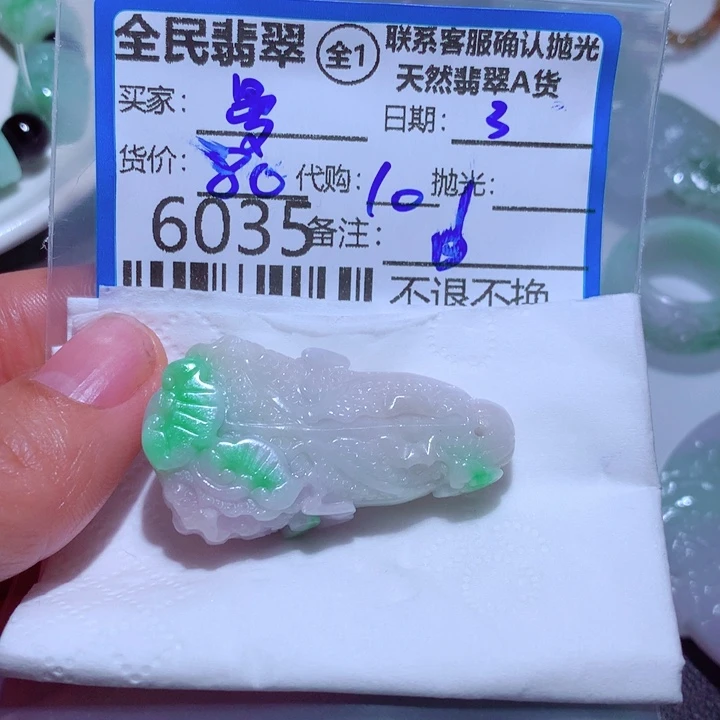 全民翡翠 全1 联系客服确认抛光
天然翡翠A货
买家： 日期： 3
货价： 80 代购： 10 抛光：
6035 备注：
不退不换